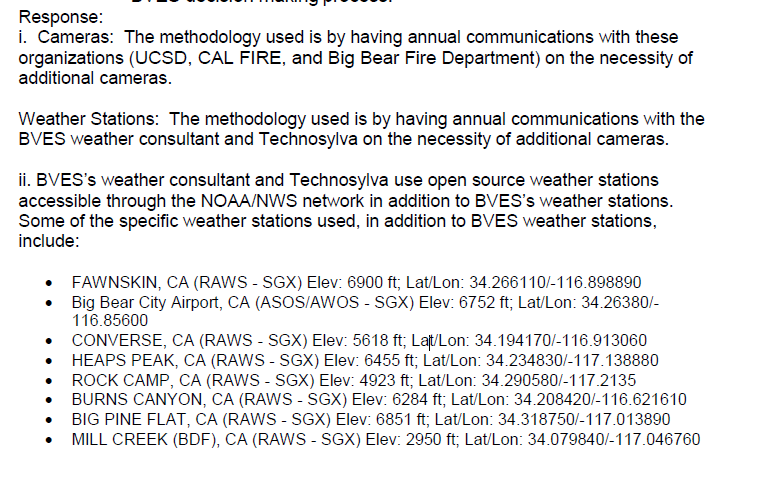 Response:
i. Cameras: The methodology used is by having annual communications with these
organizations (UCSD, CAL FIRE, and Big Bear Fire Department) on the necessity of
additional cameras.
Weather Stations: The methodology used is by having annual communications with the
BVES weather consultant and Technosylva on the necessity of additional cameras.
ii. BVES's weather consultant and Technosylva use open source weather stations
accessible through the NOAA/NWS network in addition to BVES's weather stations.
Some of the specific weather stations used, in addition to BVES weather stations,
include:
• FAWNSKIN, CA (RAWS - SGX) Elev: 6900 ft; Lat/Lon: 34.266110/-116.898890
• Big Bear City Airport, CA (ASOS/AWOS - SGX) Elev: 6752 ft; Lat/Lon: 34.26380/-
116.85600
• CONVERSE, CA (RAWS - SGX) Elev: 5618 ft; Lat/Lon: 34.194170/-116.913060
• HEAPS PEAK, CA (RAWS - SGX) Elev: 6455 ft; Lat/Lon: 34.234830/-117.138880
• ROCK CAMP, CA (RAWS - SGX) Elev: 4923 ft; Lat/Lon: 34.290580/-117.2135
• BURNS CANYON, CA (RAWS - SGX) Elev: 6284 ft; Lat/Lon: 34.208420/-116.621610
• BIG PINE FLAT, CA (RAWS - SGX) Elev: 6851 ft; Lat/Lon: 34.318750/-117.013890
• MILL CREEK (BDF), CA (RAWS - SGX) Elev: 2950 ft; Lat/Lon: 34.079840/-117.046760